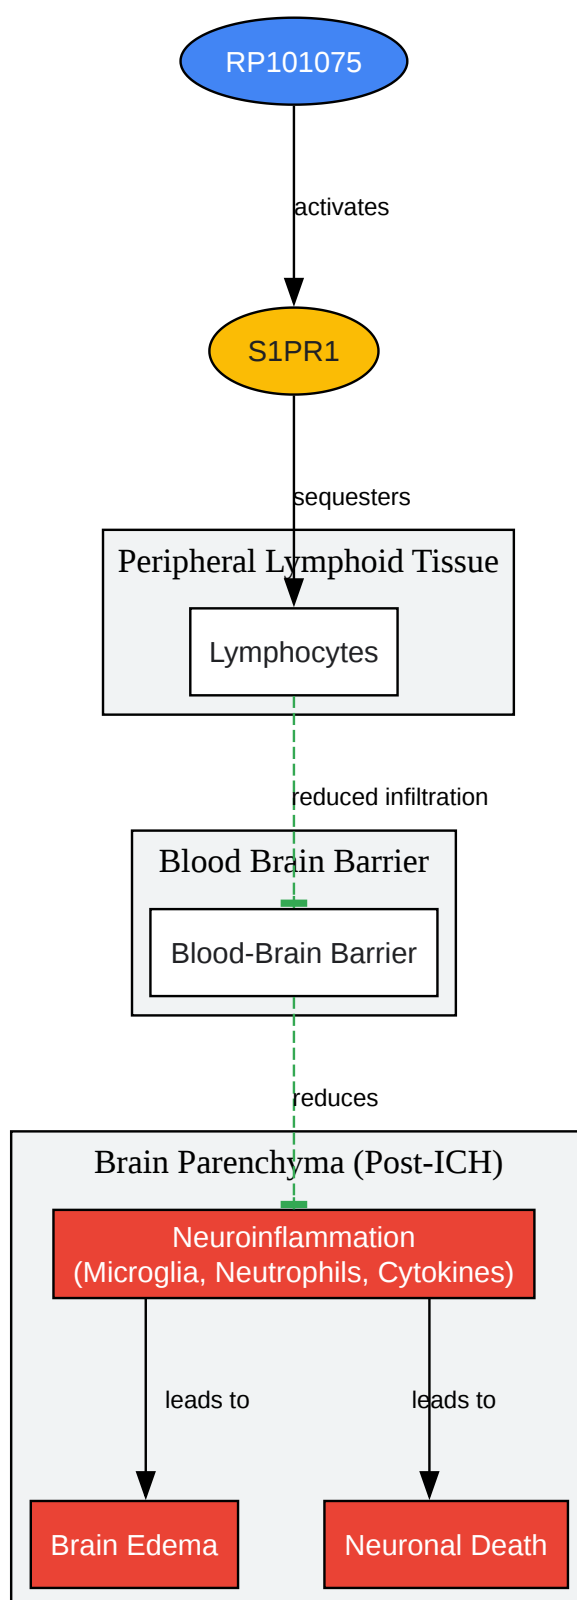 RP101075
activates
S1PR1
sequesters
Peripheral Lymphoid Tissue
Lymphocytes
reduced infiltration
Blood Brain Barrier
Blood-Brain Barrier
reduces
Brain Parenchyma (Post-ICH)
Neuroinflammation
(Microglia, Neutrophils, Cytokines)
leads to
leads to
Brain Edema
Neuronal Death